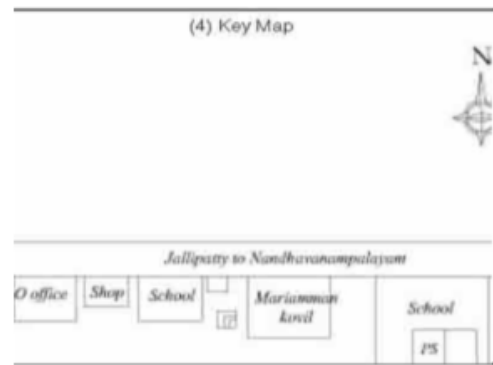 (4) Key Map
N
Jallipatty to Nandhavanampalayam
O office
Shop
School
Mariamman
kovil
School
PS